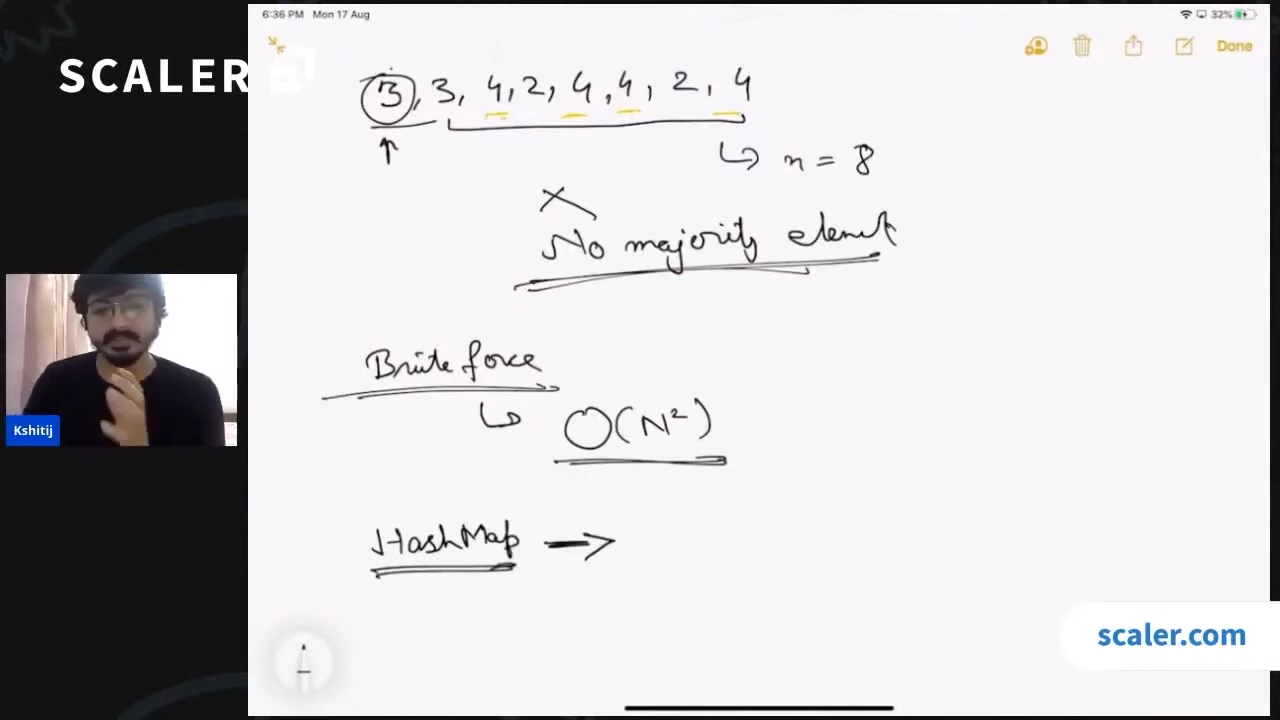 6:36 PM Mon 17 Aug
32%
SCALER
Done
3, 3, 4, 2, 4, 4, 2, 4
↳ n = 8
No majority element
Brute force
↳ O(N²)
Kshitij
HashMap →
scaler.com